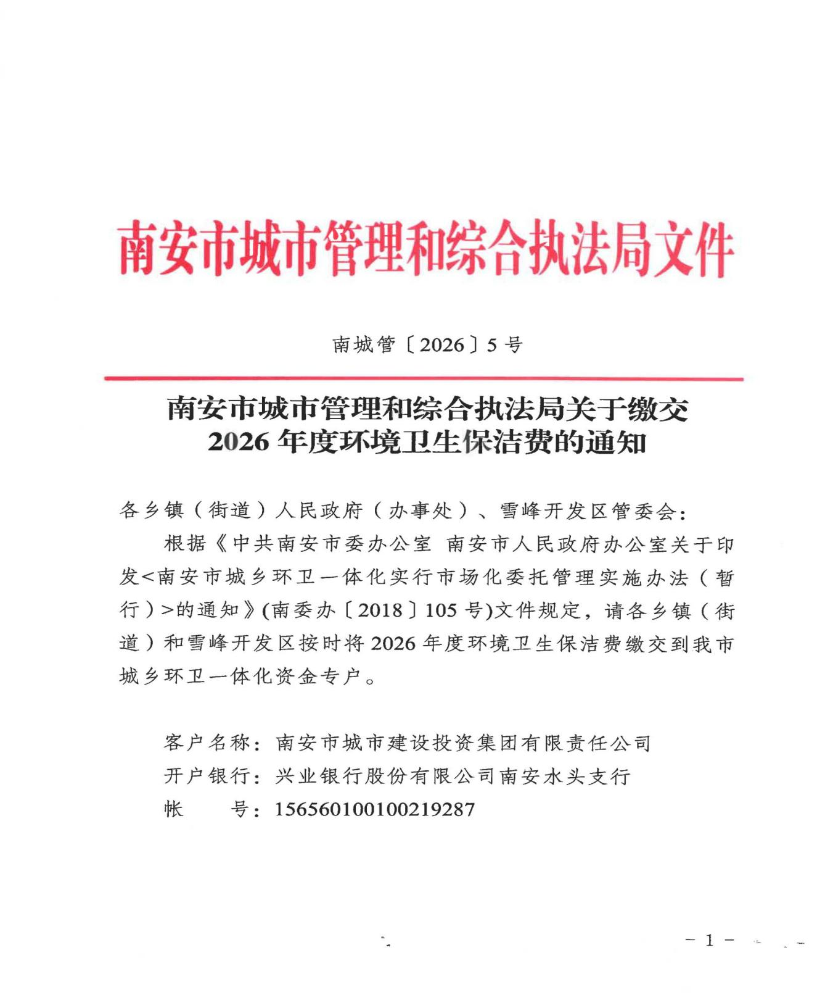 南安市城市管理和综合执法局文件
南城管〔2026〕5号
南安市城市管理和综合执法局关于缴交
2026年度环境卫生保洁费的通知
各乡镇（街道）人民政府（办事处）、雪峰开发区管委会：
根据《中共南安市委办公室 南安市人民政府办公室关于印
发<南安市城乡环卫一体化实行市场化委托管理实施办法（暂
行）>的通知》(南委办〔2018〕105号)文件规定，请各乡镇（街
道）和雪峰开发区按时将2026年度环境卫生保洁费缴交到我市
城乡环卫一体化资金专户。
客户名称：南安市城市建设投资集团有限责任公司
开户银行：兴业银行股份有限公司南安水头支行
帐 号：156560100100219287
- 1 -